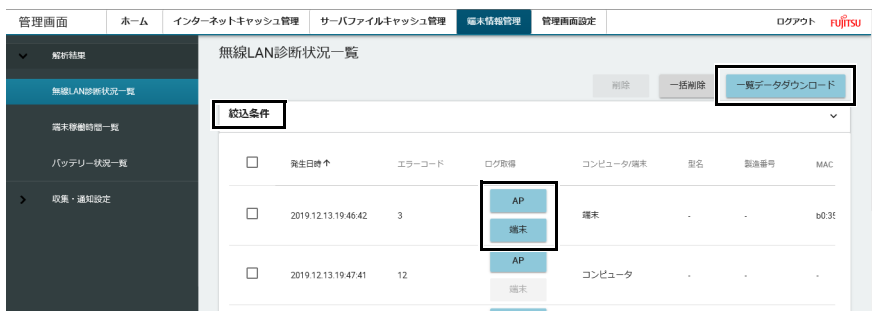 管理画面 ホーム インターネットキャッシュ管理 サーバファイルキャッシュ管理 端末情報管理 管理画面設定 ログアウト FUJITSU
解析結果
無線LAN診断状況一覧
端末稼働時間一覧
バッテリー状況一覧
収集・通知設定
無線LAN診断状況一覧
削除 一括削除 一覧データダウンロード
絞込条件
発生日時↑ エラーコード ログ取得 コンピュータ/端末 型名 製造番号 MAC
AP
2019.12.13.19:46:42 3 端末 - - b0:35
端末
AP
2019.12.13.19:47:41 12 コンピュータ - - -
端末